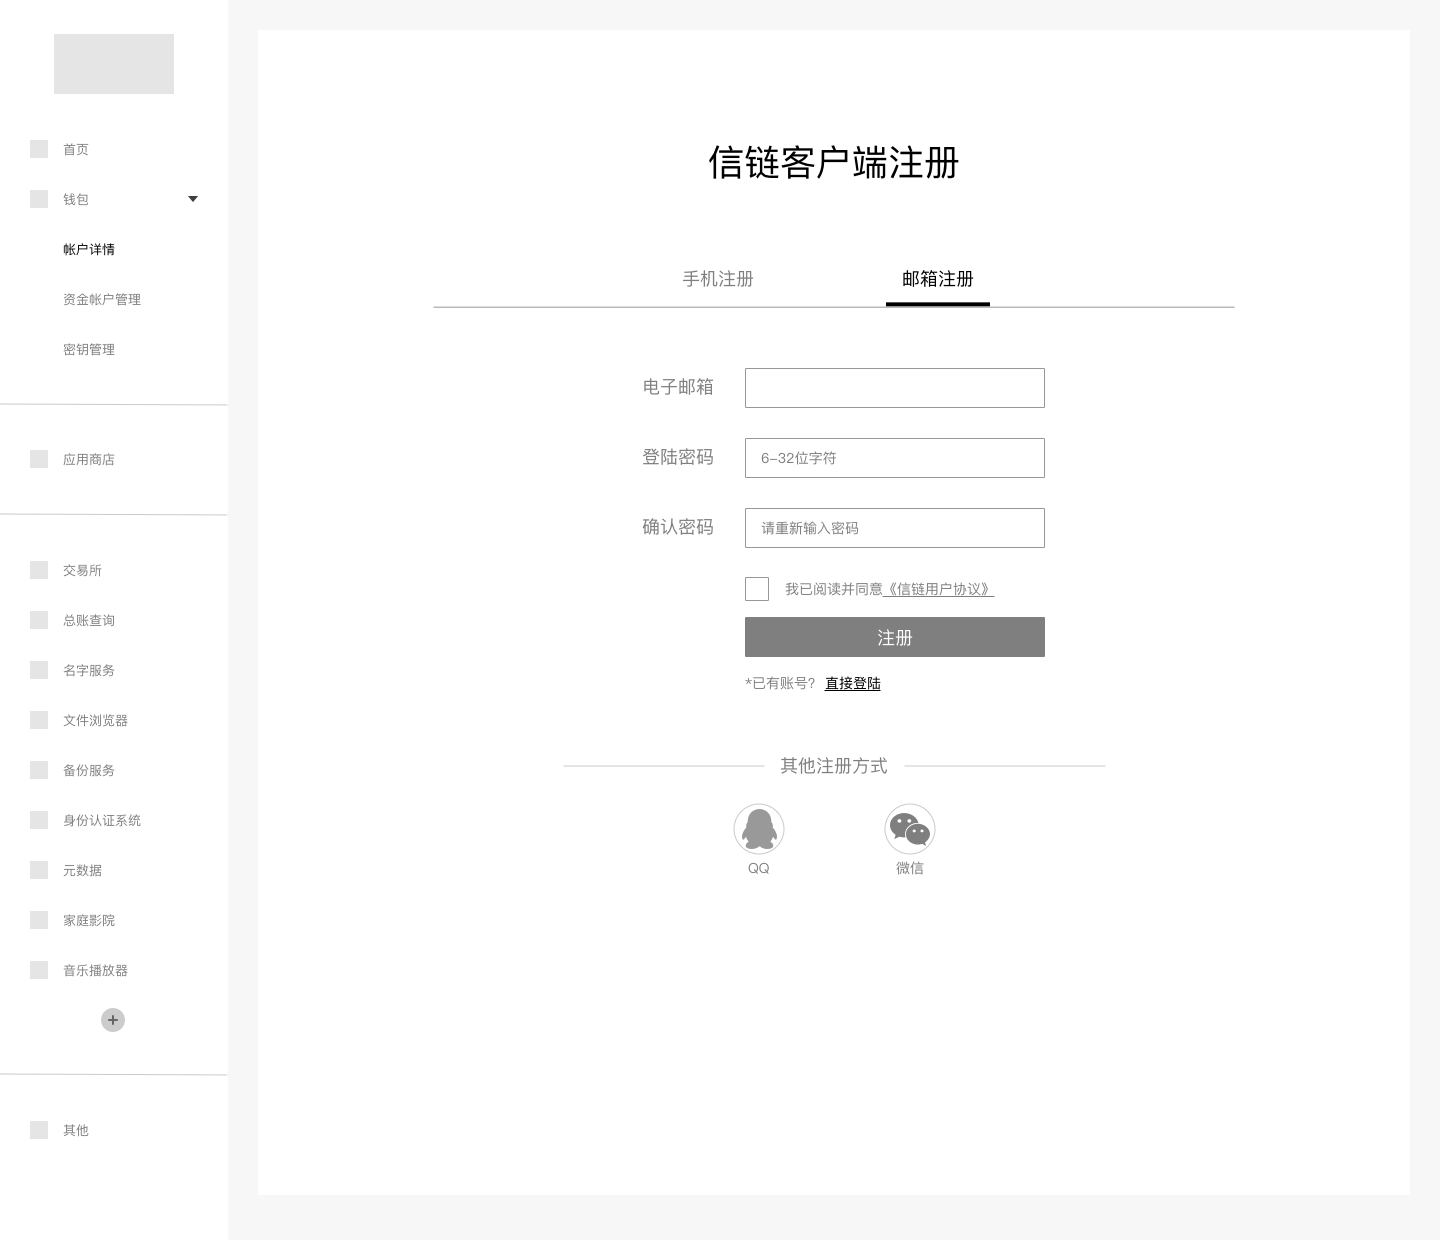 首页
钱包
帐户详情
资金帐户管理
密钥管理
应用商店
交易所
总账查询
名字服务
文件浏览器
备份服务
身份认证系统
元数据
家庭影院
音乐播放器
其他
信链客户端注册
手机注册 邮箱注册
电子邮箱
登陆密码 6–32位字符
确认密码 请重新输入密码
我已阅读并同意《信链用户协议》
注册
*已有账号? 直接登陆
其他注册方式
QQ 微信